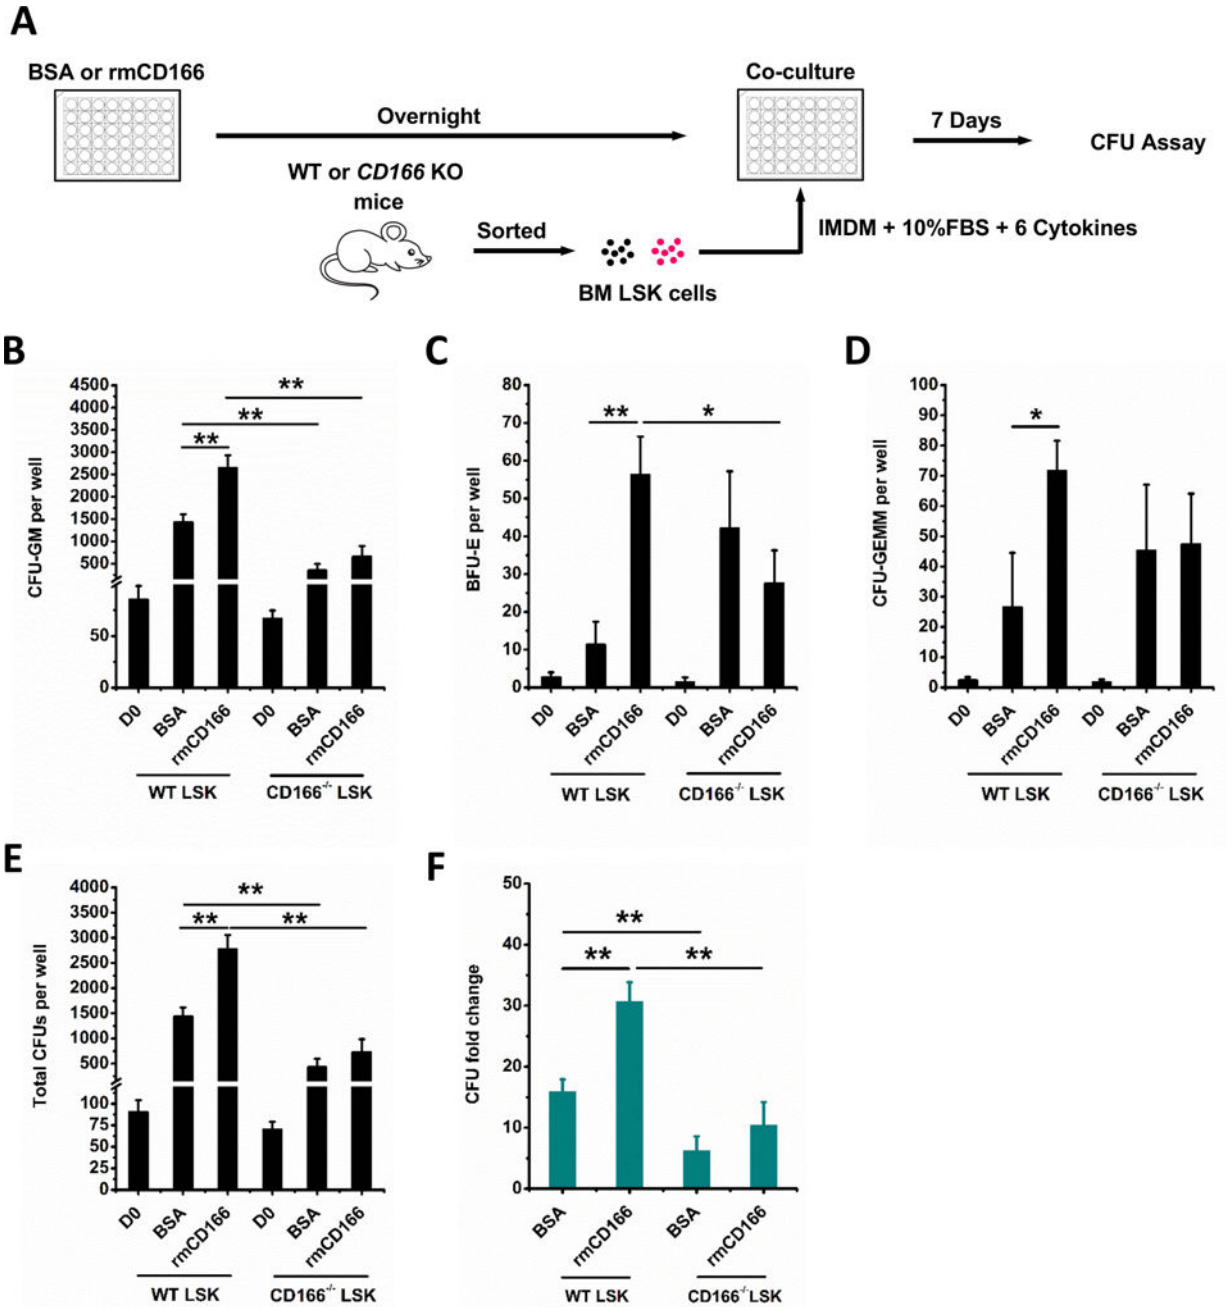 A
BSA or rmCD166
Overnight
Co-culture
7 Days
CFU Assay
WT or CD166 KO
mice
Sorted
BM LSK cells
IMDM + 10%FBS + 6 Cytokines
B
CFU-GM per well
4500
4000
3500
3000
2500
2000
1500
1000
500
50
0
**
**
**
D0
BSA
rmCD166
D0
BSA
rmCD166
WT LSK
CD166-/- LSK
C
BFU-E per well
80
70
60
50
40
30
20
10
0
**
*
D0
BSA
rmCD166
D0
BSA
rmCD166
WT LSK
CD166-/- LSK
D
CFU-GEMM per well
100
90
80
70
60
50
40
30
20
10
0
*
D0
BSA
rmCD166
D0
BSA
rmCD166
WT LSK
CD166-/- LSK
E
Total CFUs per well
4000
3500
3000
2500
2000
1500
1000
500
100
75
50
25
0
**
**
**
D0
BSA
rmCD166
D0
BSA
rmCD166
WT LSK
CD166-/- LSK
F
CFU fold change
50
40
30
20
10
0
**
**
**
BSA
rmCD166
BSA
rmCD166
WT LSK
CD166-/- LSK